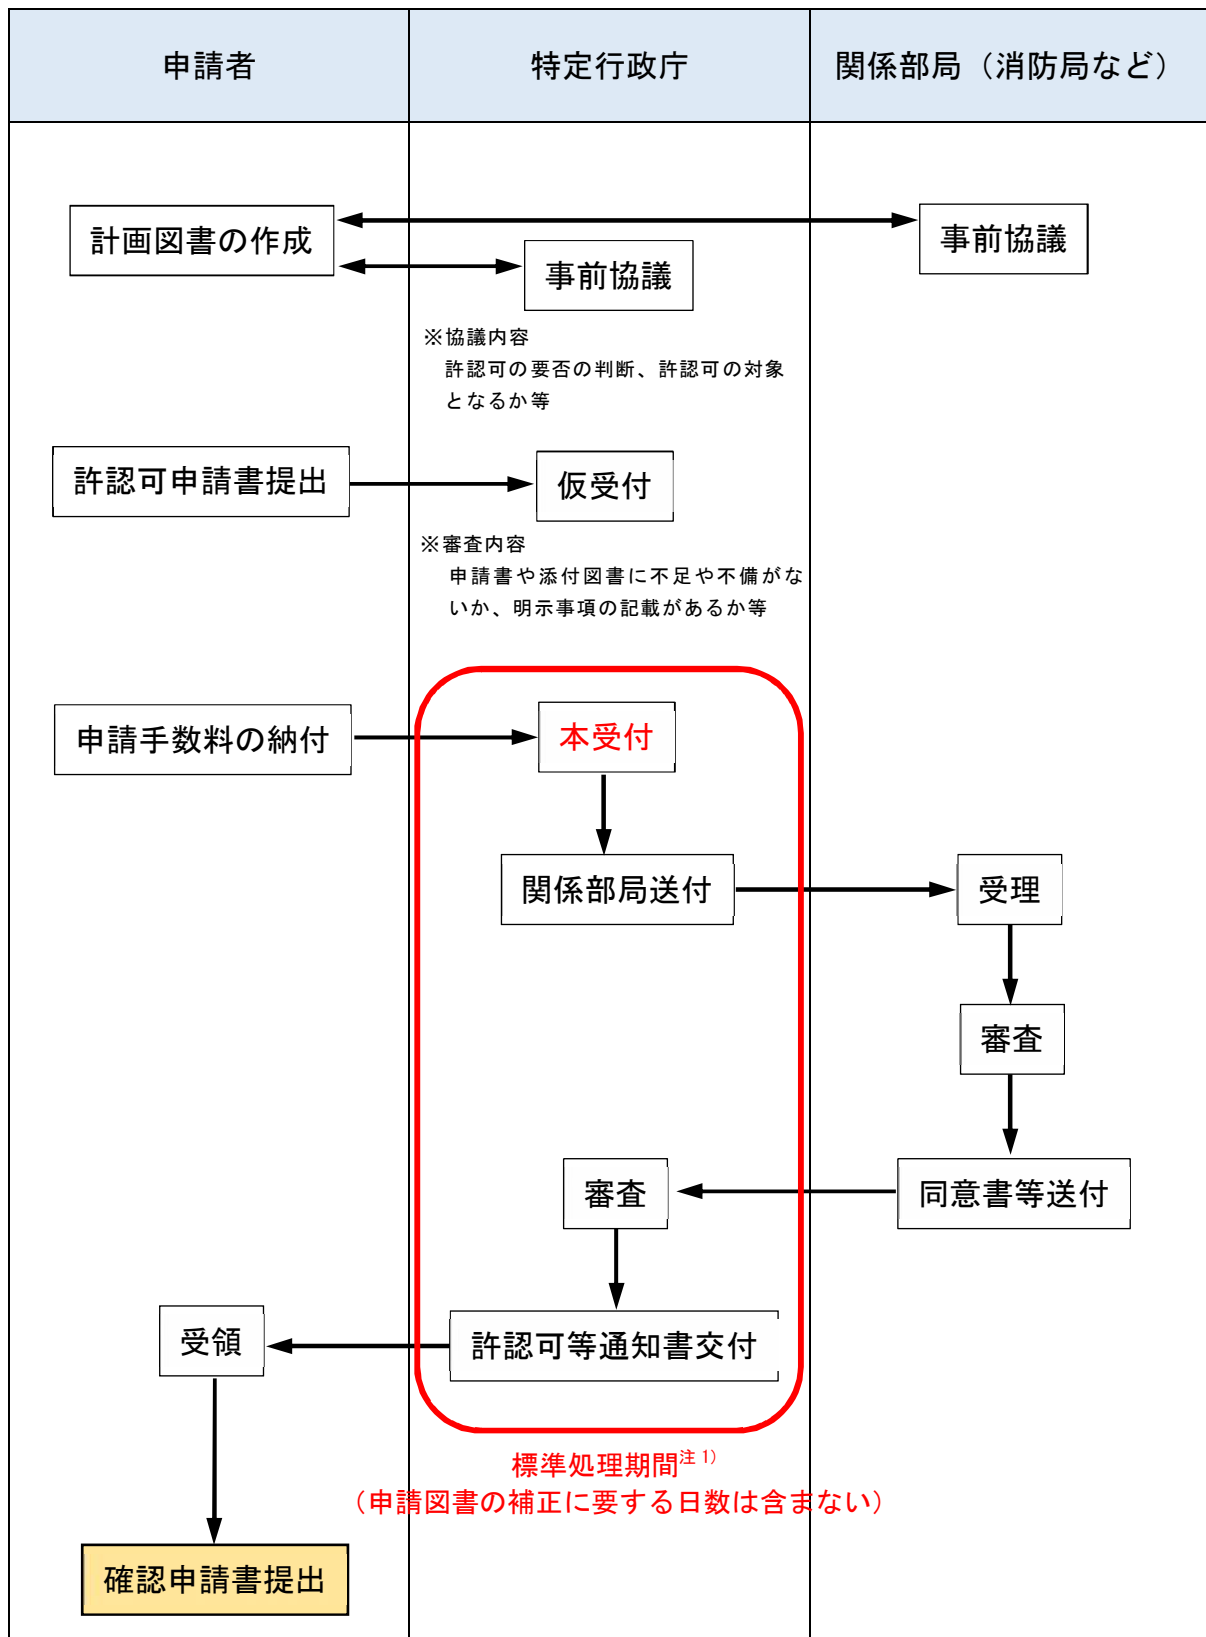 申請者
特定行政庁
関係部局（消防局など）
計画図書の作成
事前協議
事前協議
※協議内容
許認可の要否の判断、許認可の対象
となるか等
許認可申請書提出
仮受付
※審査内容
申請書や添付図書に不足や不備がな
いか、明示事項の記載があるか等
申請手数料の納付
本受付
関係部局送付
受理
審査
審査
同意書等送付
受領
許認可等通知書交付
標準処理期間注1)
（申請図書の補正に要する日数は含まない）
確認申請書提出